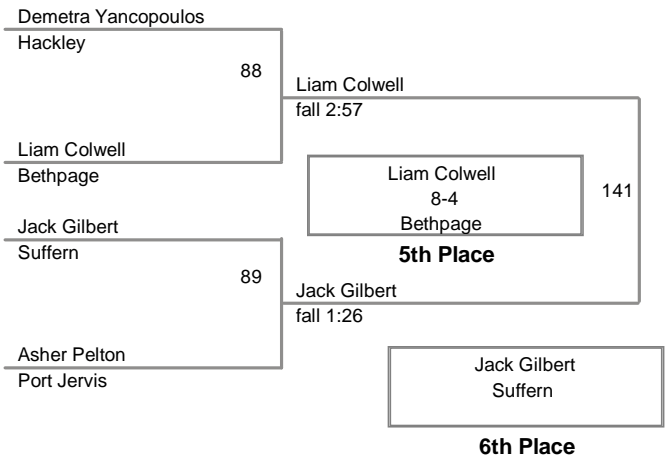 Demetra Yancopoulos
Hackley
88
Liam Colwell
fall 2:57
Liam Colwell
Bethpage
Liam Colwell
8-4
Bethpage
141
5th Place
Jack Gilbert
Suffern
89
Jack Gilbert
fall 1:26
Asher Pelton
Port Jervis
Jack Gilbert
Suffern
6th Place